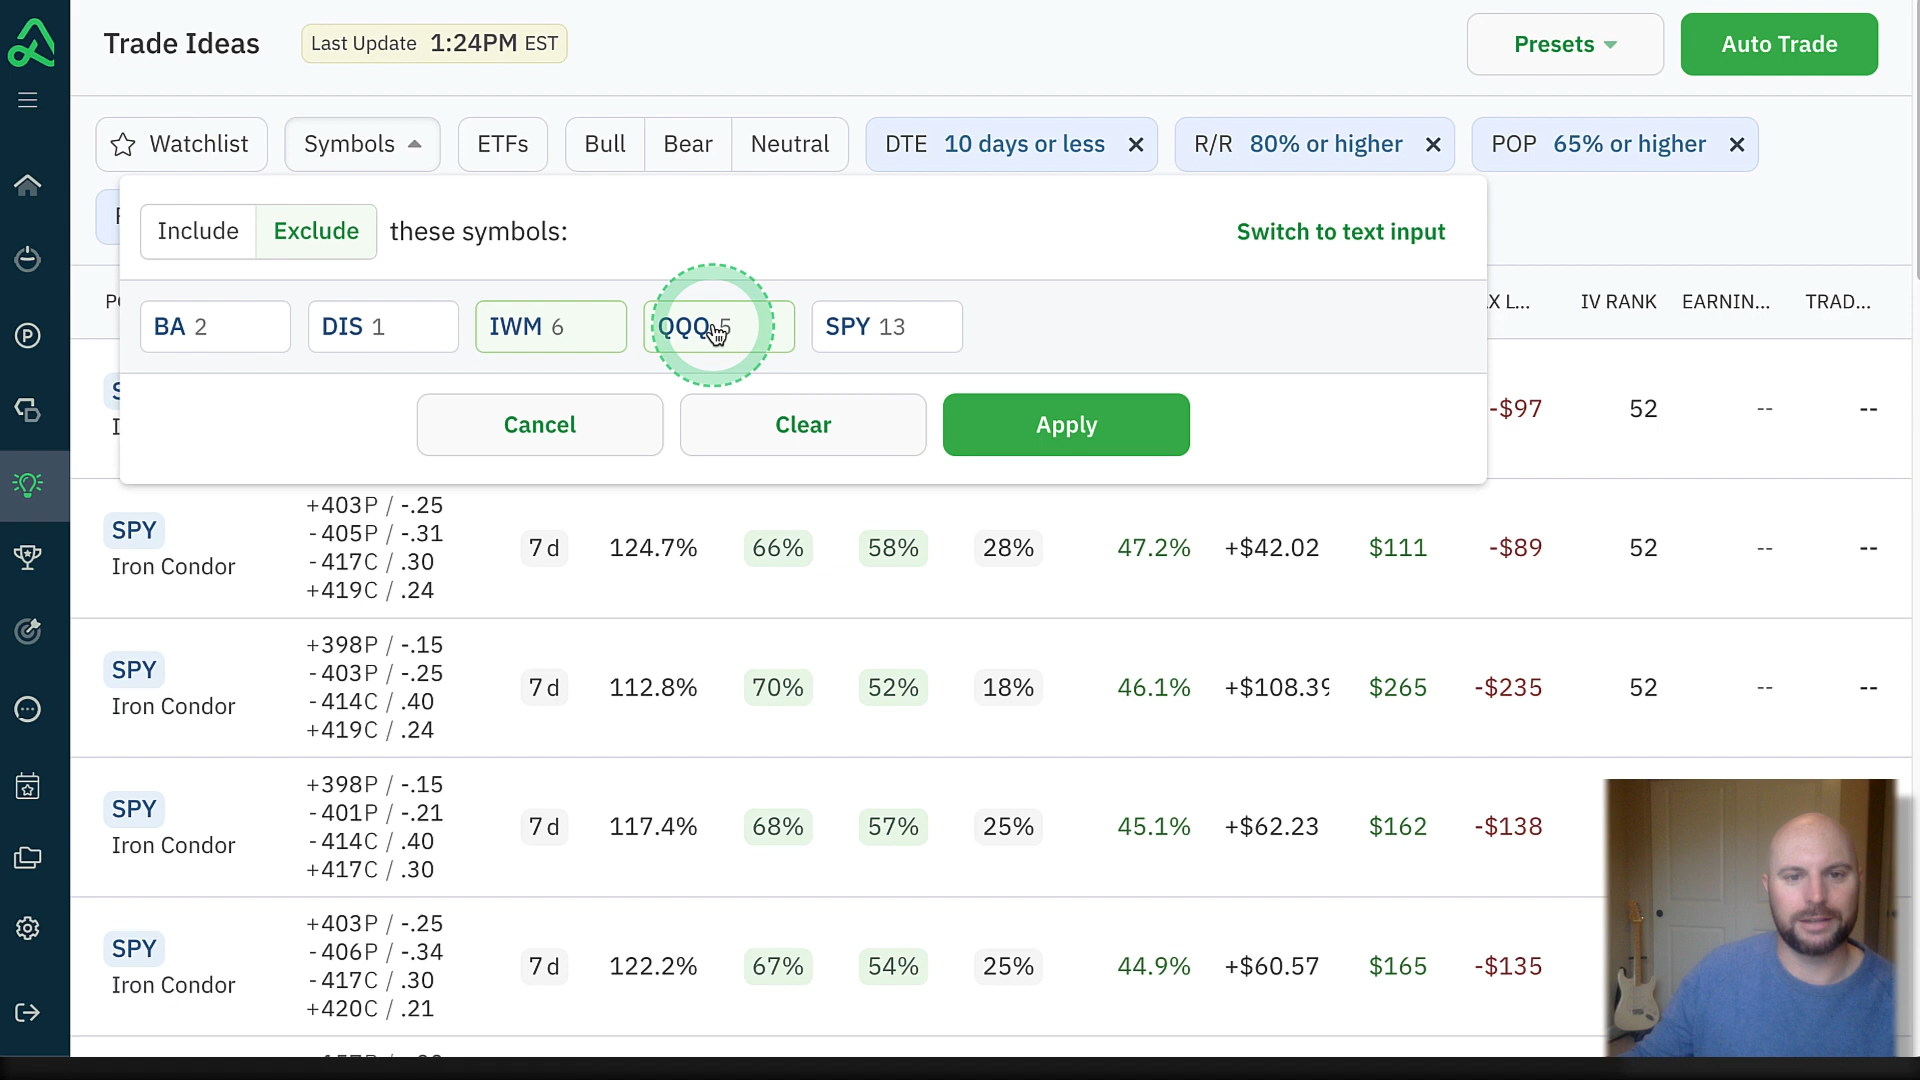 Trade Ideas
Last Update 1:24PM EST
Presets
Auto Trade
Watchlist
Symbols
ETFs
Bull
Bear
Neutral
DTE 10 days or less
R/R 80% or higher
POP 65% or higher
Include
Exclude
these symbols:
Switch to text input
BA 2
DIS 1
IWM 6
QQQ 5
SPY 13
Cancel
Clear
Apply
X L...
IV RANK
EARNIN...
TRAD...
-$97 52 -- --
SPY
Iron Condor
+403P / -.25
-405P / -.31
-417C / .30
+419C / .24
7 d 124.7% 66% 58% 28% 47.2% +$42.02 $111 -$89 52 -- --
SPY
Iron Condor
+398P / -.15
-403P / -.25
-414C / .40
+419C / .24
7 d 112.8% 70% 52% 18% 46.1% +$108.39 $265 -$235 52 -- --
SPY
Iron Condor
+398P / -.15
-401P / -.21
-414C / .40
+417C / .30
7 d 117.4% 68% 57% 25% 45.1% +$62.23 $162 -$138
SPY
Iron Condor
+403P / -.25
-406P / -.34
-417C / .30
+420C / .21
7 d 122.2% 67% 54% 25% 44.9% +$60.57 $165 -$135